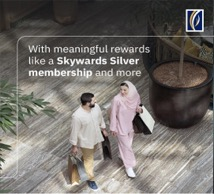 With meaningful rewards
like a Skywards Silver
membership and more